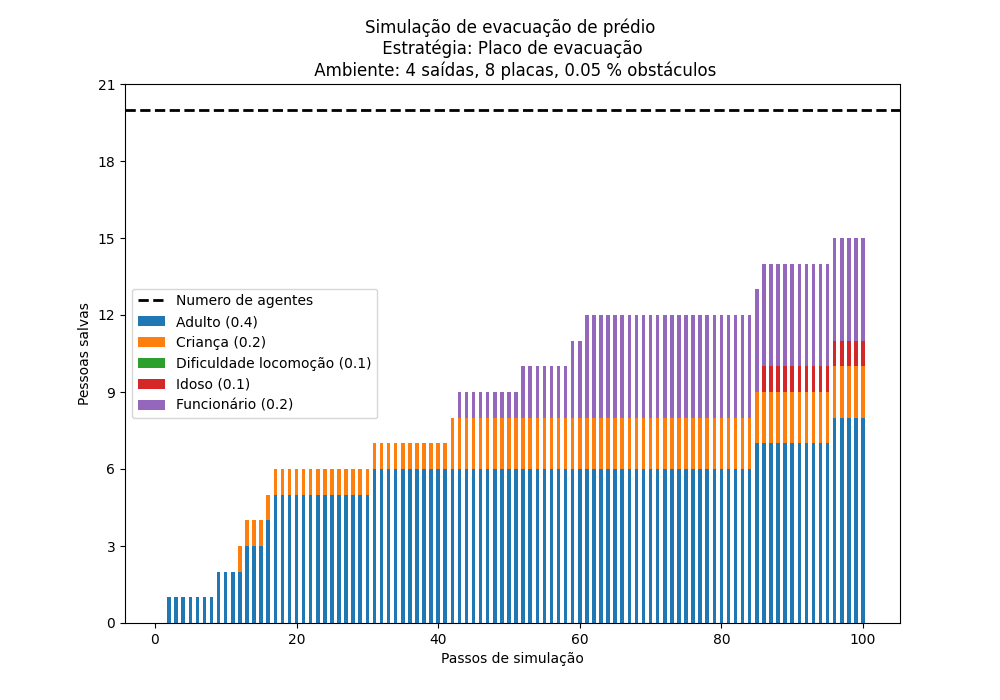 Simulação de evacuação de prédio
Estratégia: Placo de evacuação
Ambiente: 4 saídas, 8 placas, 0.05 % obstáculos
21
18
15
12
9
6
3
0
Pessoas salvas
Numero de agentes
Adulto (0.4)
Criança (0.2)
Dificuldade locomoção (0.1)
Idoso (0.1)
Funcionário (0.2)
0 20 40 60 80 100
Passos de simulação